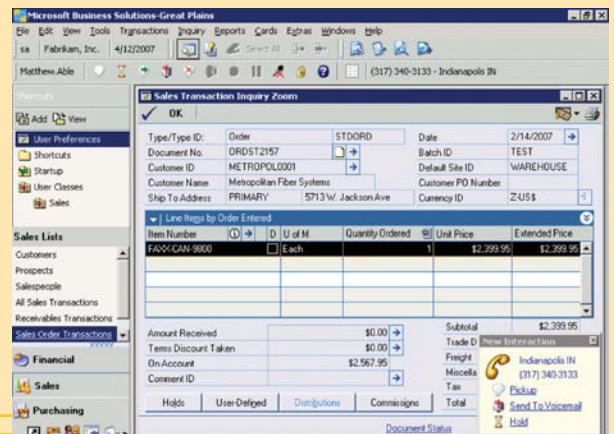 Microsoft Business Solutions-Great Plains
File Edit View Tools Transactions Inquiry Reports Cards Extras Windows Help
sa Fabrikam, Inc. 4/12/2007 Select All
Matthew.Able (317) 340-3133 - Indianapolis IN
Shortcuts
Add View
User Preferences
Shortcuts
Startup
User Classes
Sales
Sales Lists
Customers
Prospects
Salespeople
All Sales Transactions
Receivables Transactions
Sales Order Transactions
Financial
Sales
Purchasing
Sales Transaction Inquiry Zoom
OK
Type/Type ID: Order STDORD Date 2/14/2007
Document No. ORDST2157 Batch ID TEST
Customer ID METROPOL0001 Default Site ID WAREHOUSE
Customer Name Metropolitan Fiber Systems Customer PO Number
Ship To Address PRIMARY 5713 W. Jackson Ave Currency ID Z-US$
Line Items by Order Entered
Item Number D U of M Quantity Ordered Unit Price Extended Price
FAXX-CAN-9800 Each 1 $2,399.95 $2,399.95
Amount Received $0.00 Subtotal $2,399.95
Terms Discount Taken $0.00 Trade D
On Account $2,567.95 Freight
Comment ID Miscella
Tax
Holds User-Defined Distributions Commissions Total
Document Status
New Interaction
Indianapolis IN
(317) 340-3133
Pickup
Send To Voicemail
Hold